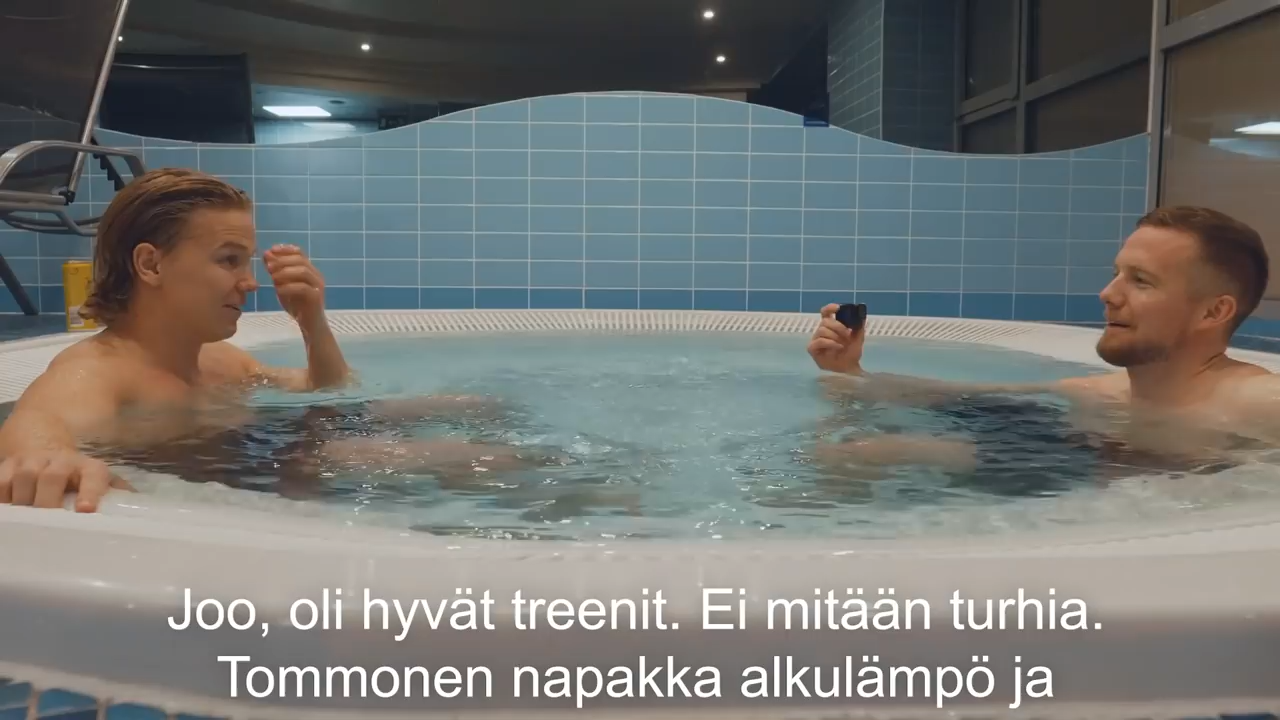 Joo, oli hyvät treenit. Ei mitään turhia.
Tommonen napakka alkulämpö ja